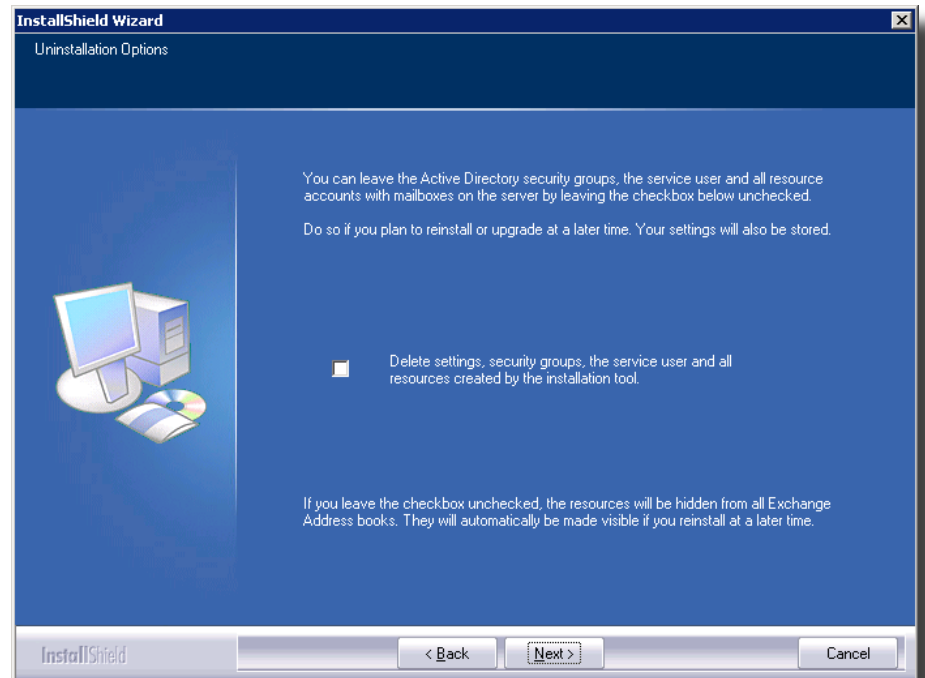 InstallShield Wizard
Uninstallation Options
You can leave the Active Directory security groups, the service user and all resource
accounts with mailboxes on the server by leaving the checkbox below unchecked.
Do so if you plan to reinstall or upgrade at a later time. Your settings will also be stored.
Delete settings, security groups, the service user and all
resources created by the installation tool.
If you leave the checkbox unchecked, the resources will be hidden from all Exchange
Address books. They will automatically be made visible if you reinstall at a later time.
InstallShield
< Back
Next >
Cancel